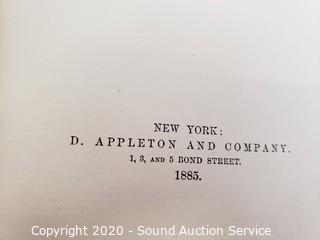 NEW YORK:
D. APPLETON AND COMPANY.
1, 3, AND 5 BOND STREET.
1885.
Copyright 2020 - Sound Auction Service